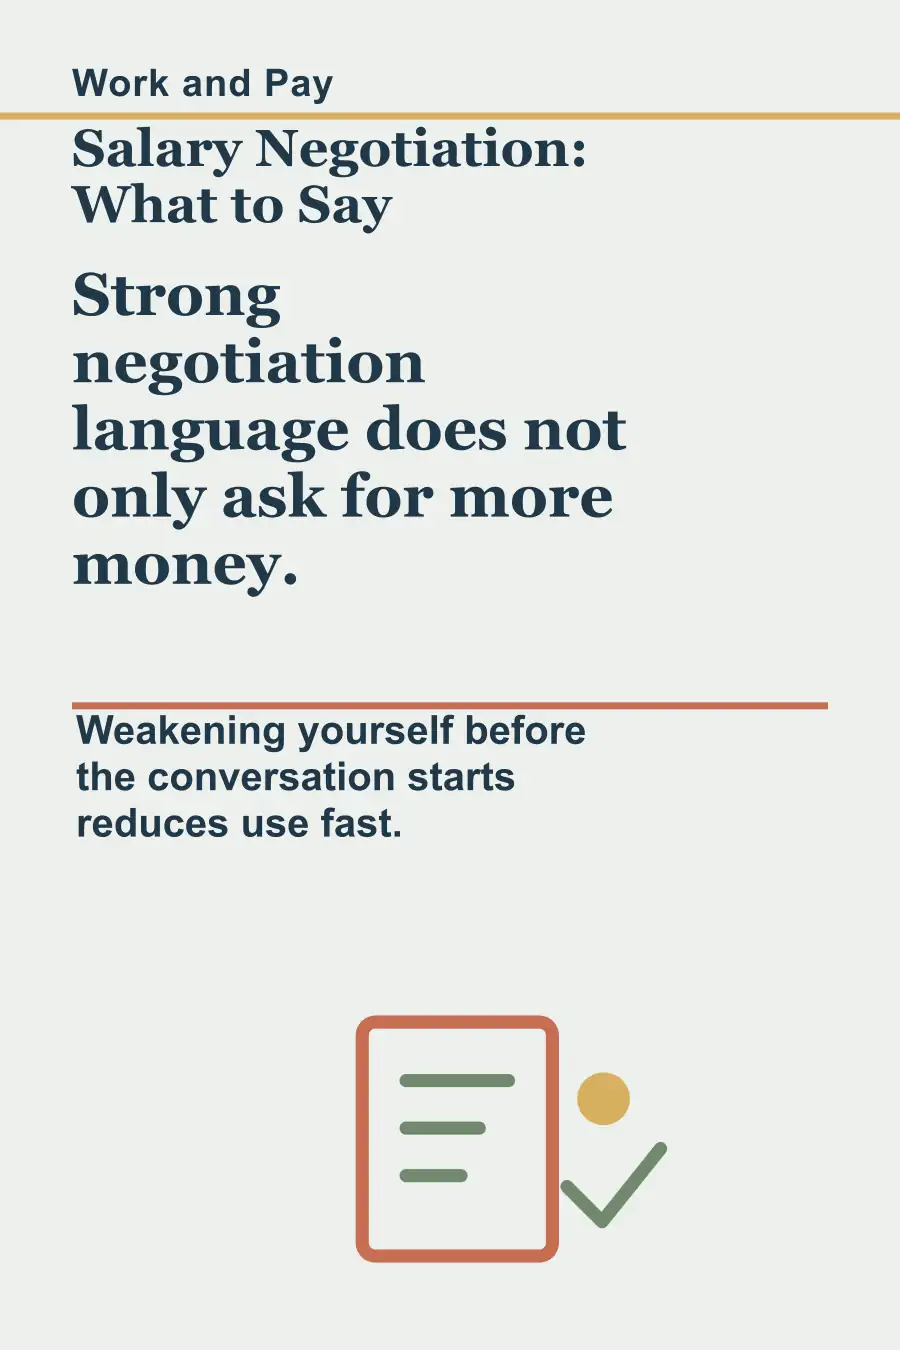 Work and Pay
Salary Negotiation:
What to Say
Strong
negotiation
language does not
only ask for more
money.
Weakening yourself before
the conversation starts
reduces use fast.